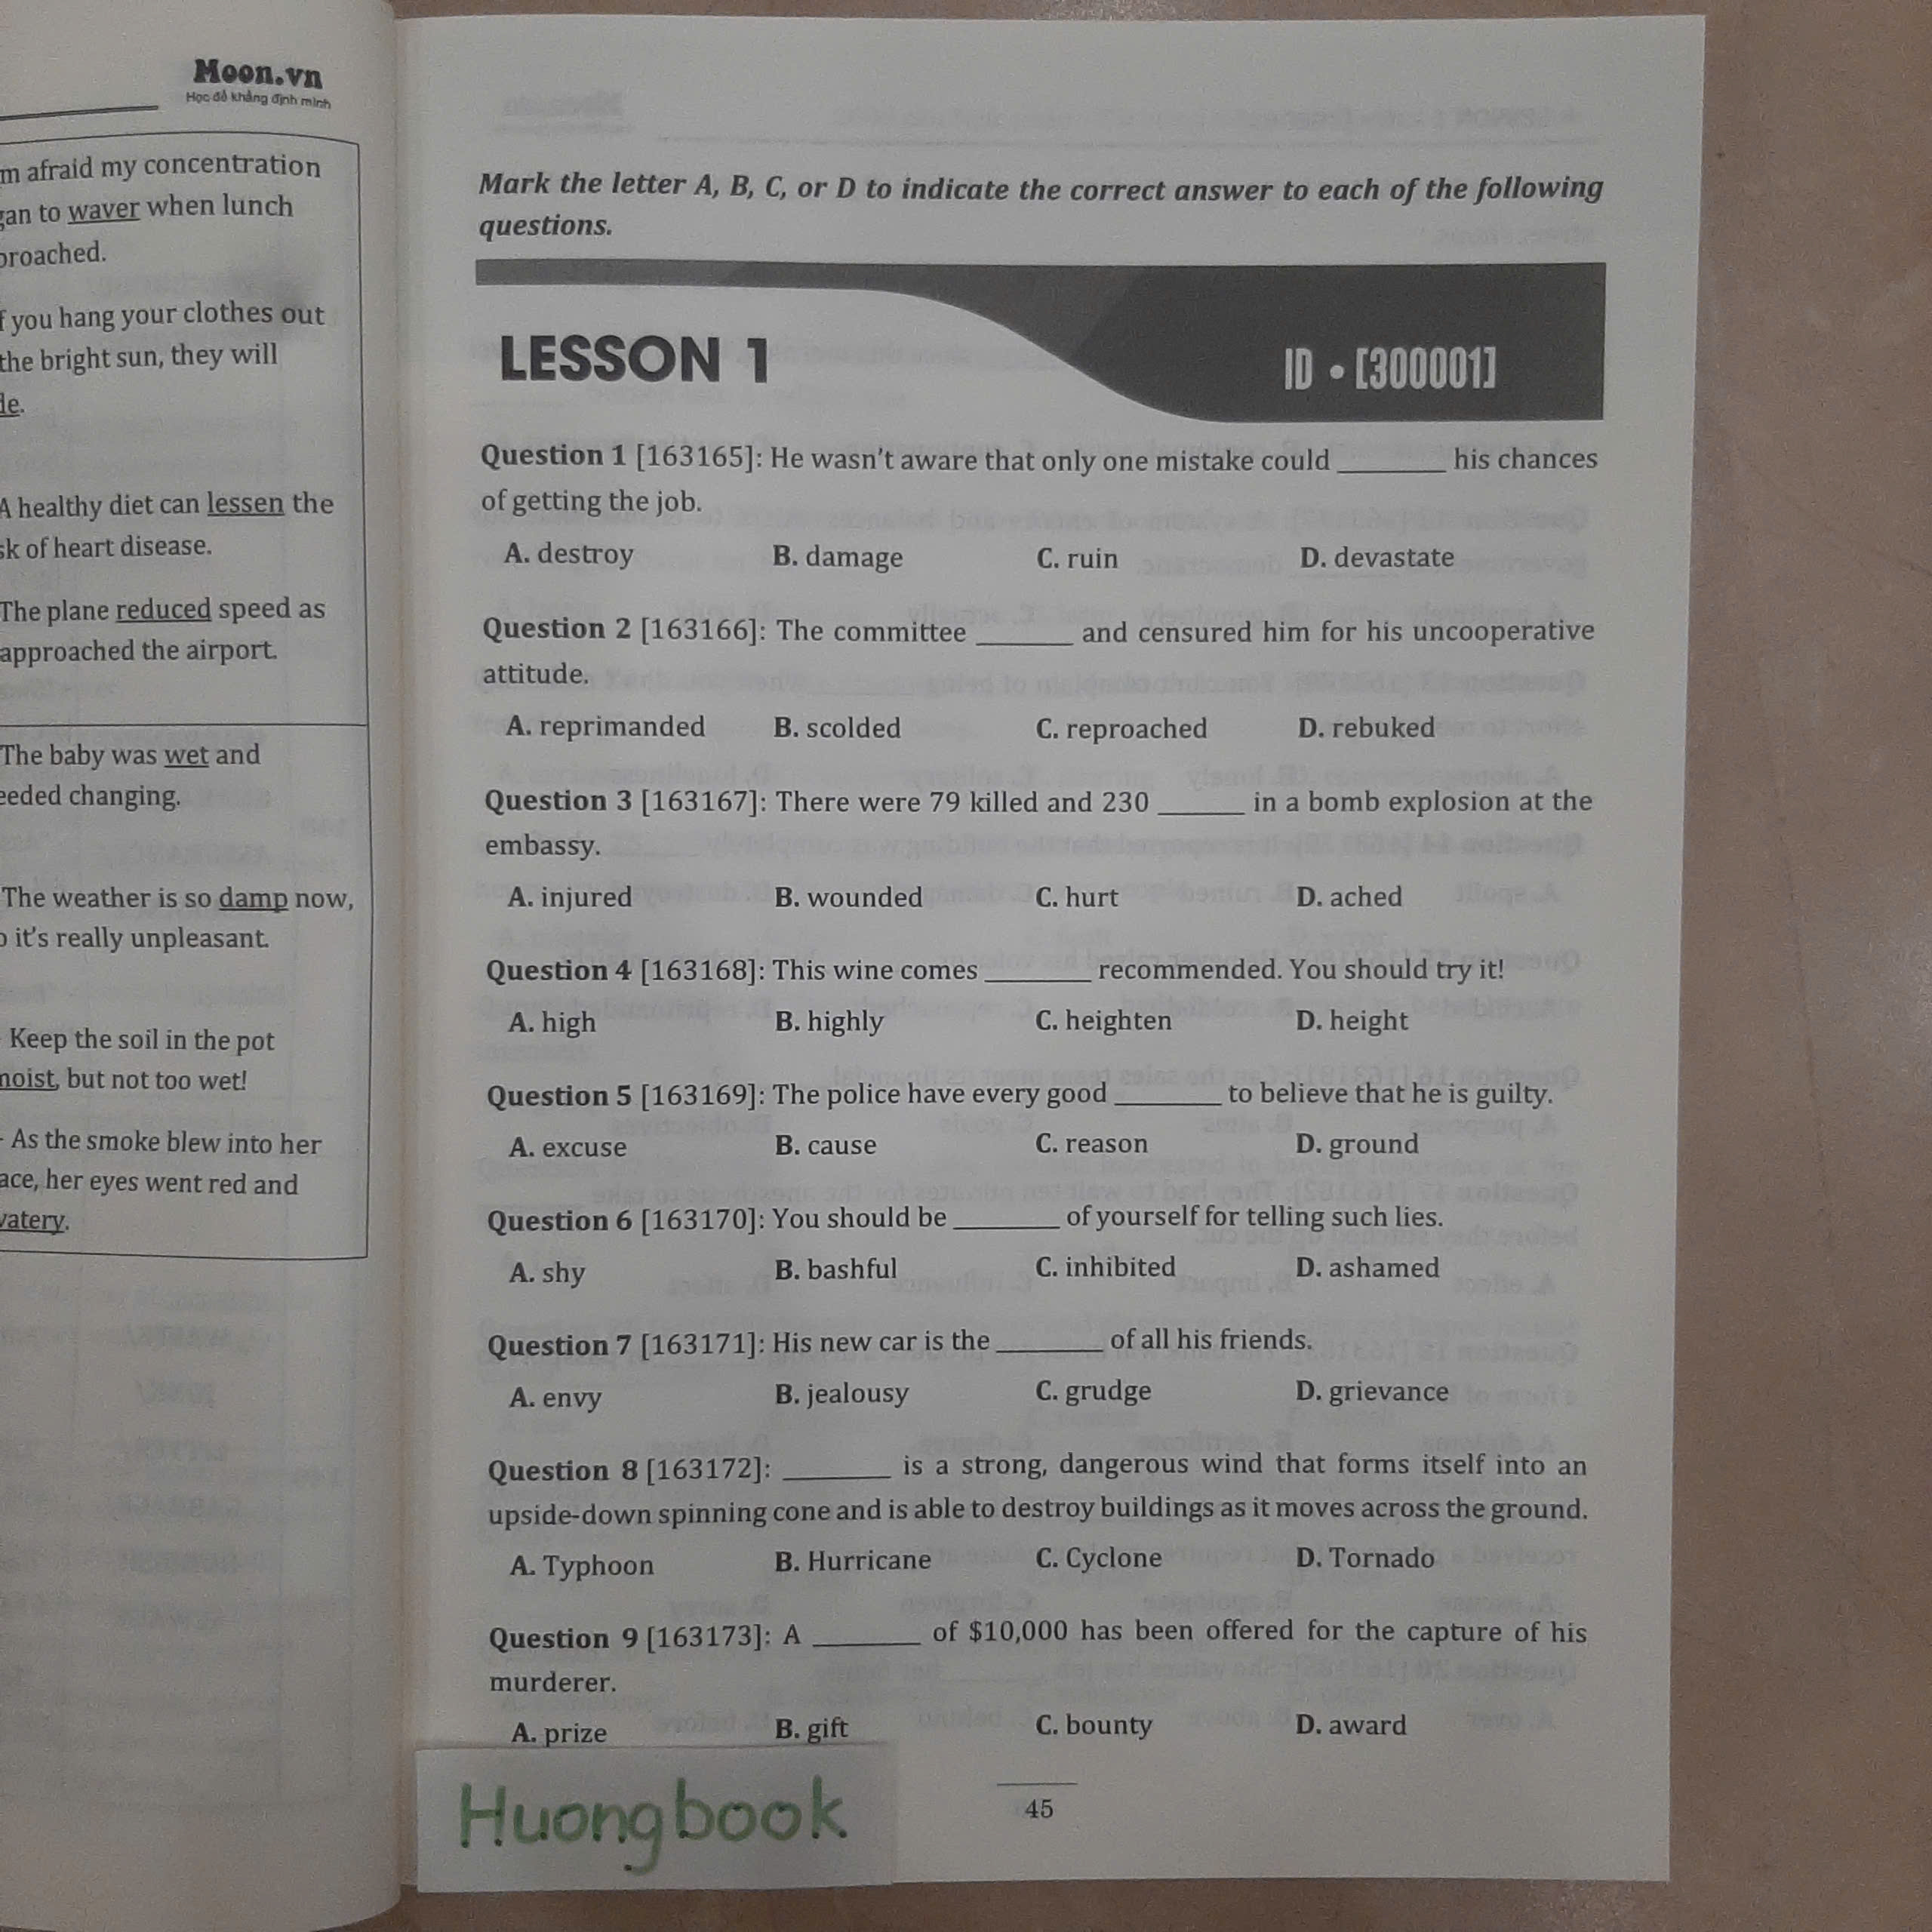 Moon.vn
Học để khẳng định mình
afraid my concentration
to waver when lunch
you hang your clothes out
the bright sun, they will
A healthy diet can lessen the
of heart disease.
The plane reduced speed as
approached the airport.
The baby was wet and
changing.
The weather is so damp now,
it's really unpleasant.
Keep the soil in the pot
but not too wet!
- As the smoke blew into her
her eyes went red and
Mark the letter A, B, C, or D to indicate the correct answer to each of the following
questions.
LESSON 1
ID • [300001]
Question 1 [163165]: He wasn't aware that only one mistake could ________ his chances
of getting the job.
A. destroy B. damage C. ruin D. devastate
Question 2 [163166]: The committee _______ and censured him for his uncooperative
attitude.
A. reprimanded B. scolded C. reproached D. rebuked
Question 3 [163167]: There were 79 killed and 230 _______ in a bomb explosion at the
embassy.
A. injured B. wounded C. hurt D. ached
Question 4 [163168]: This wine comes ________ recommended. You should try it!
A. high B. highly C. heighten D. height
Question 5 [163169]: The police have every good ________ to believe that he is guilty.
A. excuse B. cause C. reason D. ground
Question 6 [163170]: You should be ________ of yourself for telling such lies.
A. shy B. bashful C. inhibited D. ashamed
Question 7 [163171]: His new car is the ________ of all his friends.
A. envy B. jealousy C. grudge D. grievance
Question 8 [163172]: ________ is a strong, dangerous wind that forms itself into an
upside-down spinning cone and is able to destroy buildings as it moves across the ground.
A. Typhoon B. Hurricane C. Cyclone D. Tornado
Question 9 [163173]: A ________ of $10,000 has been offered for the capture of his
murderer.
A. prize B. gift C. bounty D. award
45
Huongbook